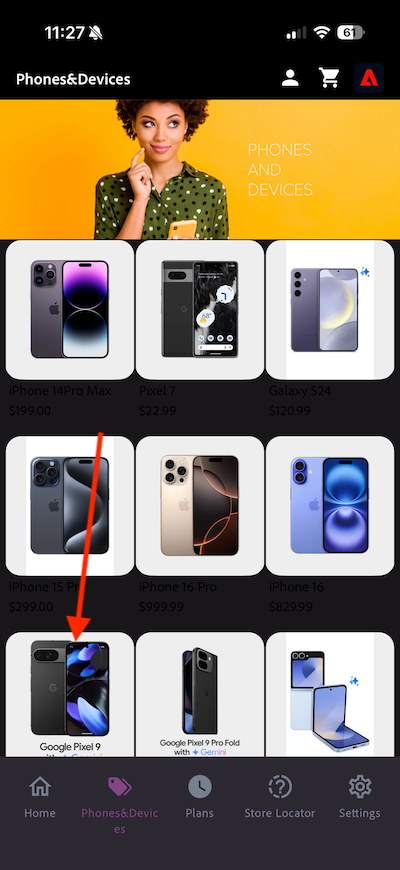 11:27
61
Phones&Devices
PHONES
AND
DEVICES
iPhone 14Pro Max
Pixel 7
Galaxy S24
$199.00
$22.99
$120.99
iPhone 15 P
iPhone 16 Pro
iPhone 16
$299.00
$999.99
$829.99
Google Pixel 9
with Gemini
Google Pixel 9 Pro Fold
with Gemini
Home
Phones&Devic
es
Plans
Store Locator
Settings